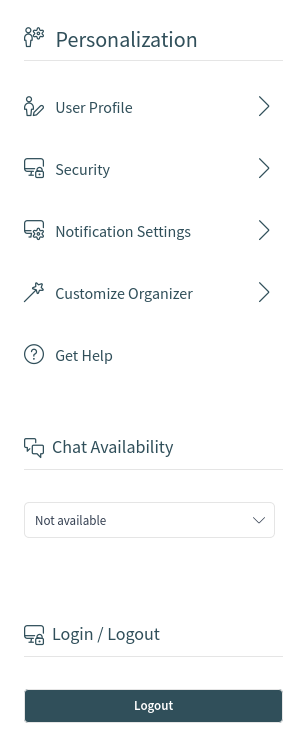 Personalization
User Profile
Security
Notification Settings
Customize Organizer
Get Help
Chat Availability
Not available
Login / Logout
Logout